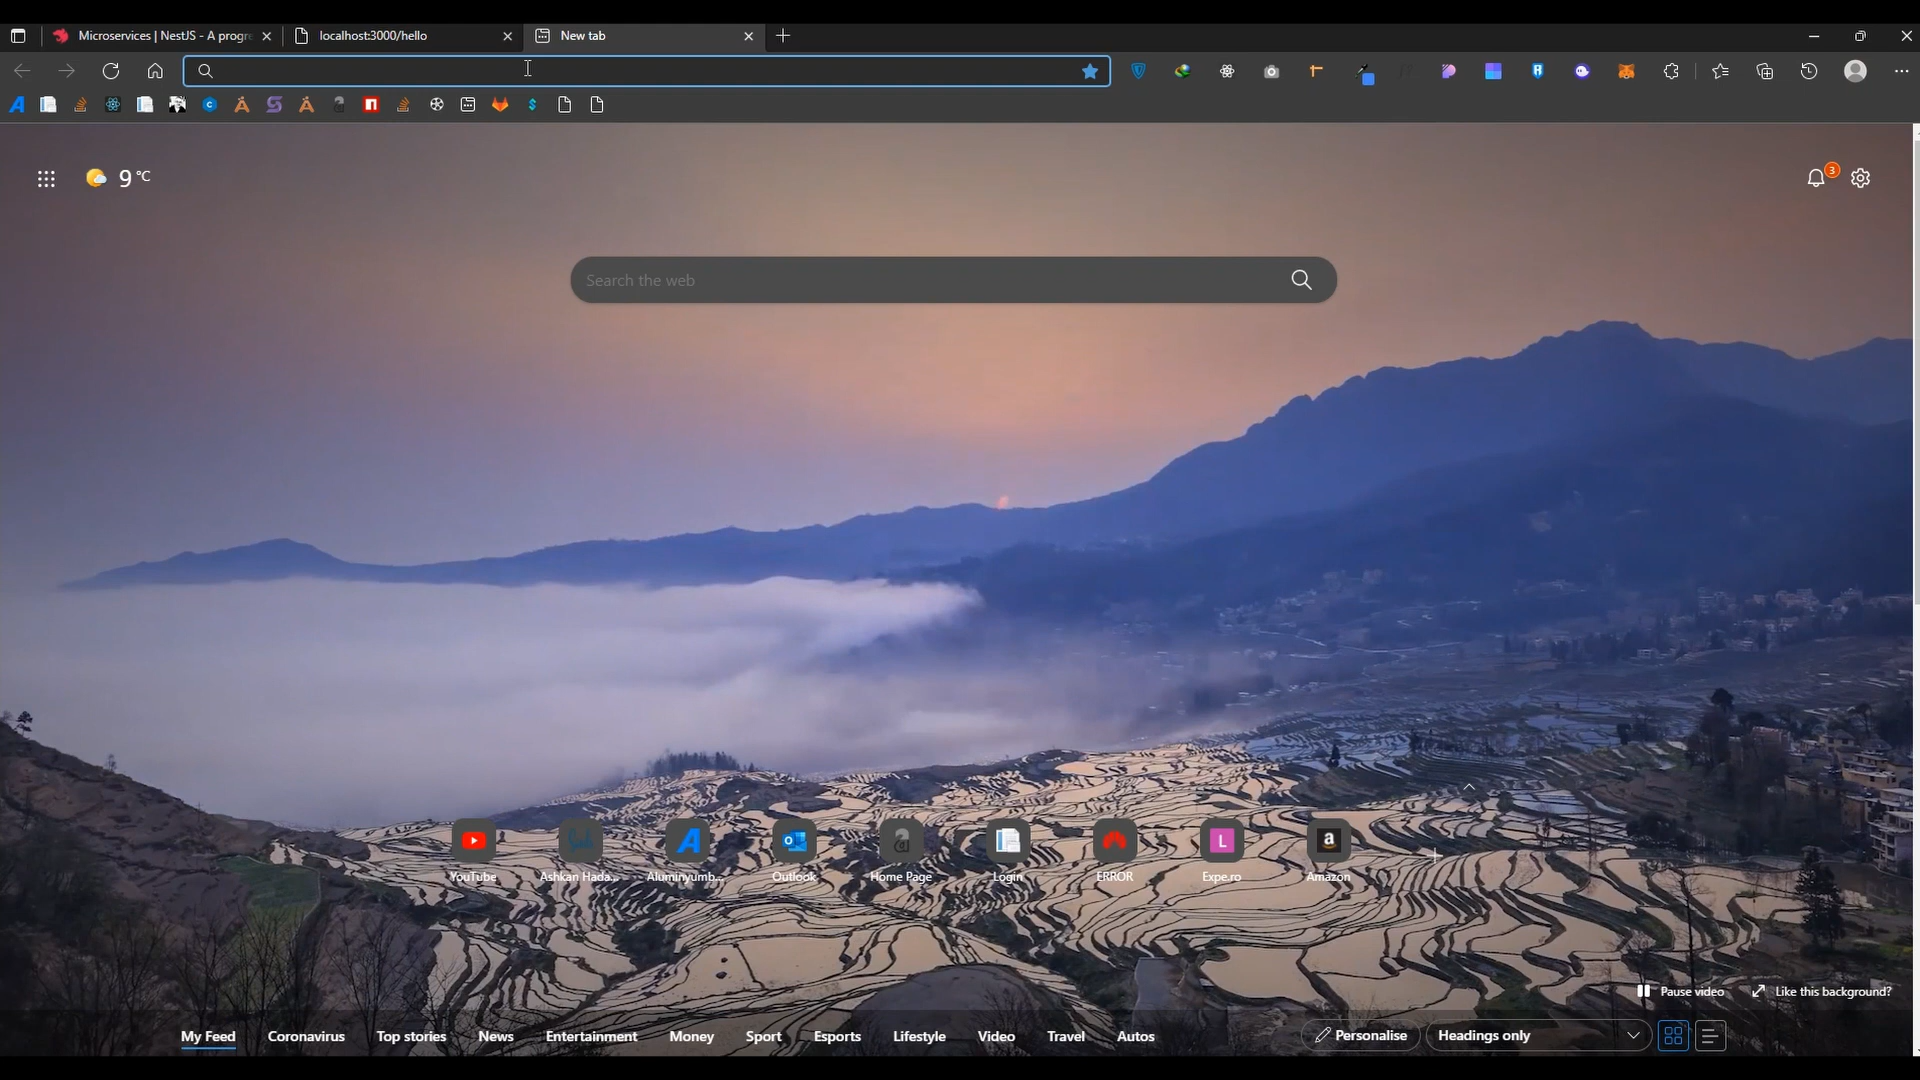 Microservices | NestJS - A progre
localhost:3000/hello
New tab
9 °C
3
Search the web
YouTube
Ashkan Hada...
Aluminyumb...
Outlook
Home Page
Login
ERROR
L
Expe.ro
Amazon
Pause video
Like this background?
My Feed
Coronavirus
Top stories
News
Entertainment
Money
Sport
Esports
Lifestyle
Video
Travel
Autos
Personalise
Headings only